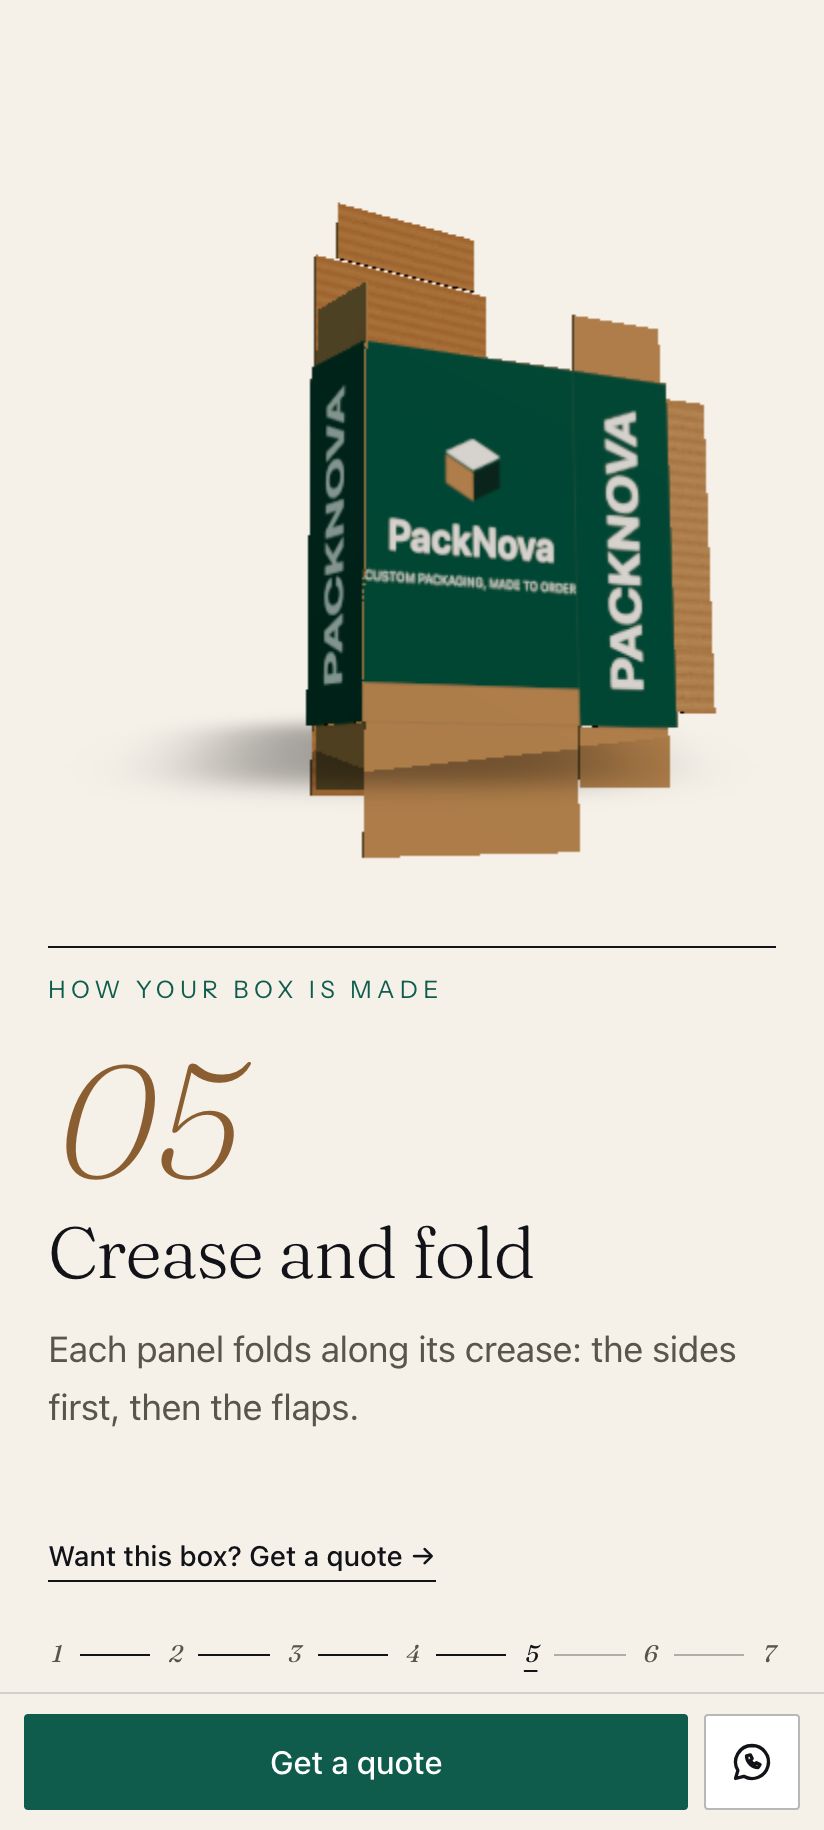 PACKNOVA
PackNova
CUSTOM PACKAGING, MADE TO ORDER
PACKNOVA
HOW YOUR BOX IS MADE
05
Crease and fold
Each panel folds along its crease: the sides
first, then the flaps.
Want this box? Get a quote →
1 2 3 4 5 6 7
Get a quote